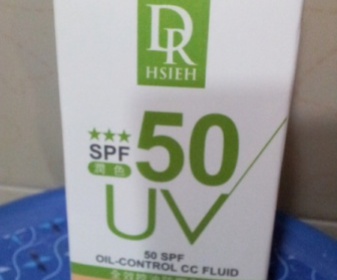 DR
HSIEH
SPF 50
潤色
UV
50 SPF
OIL-CONTROL CC FLUID